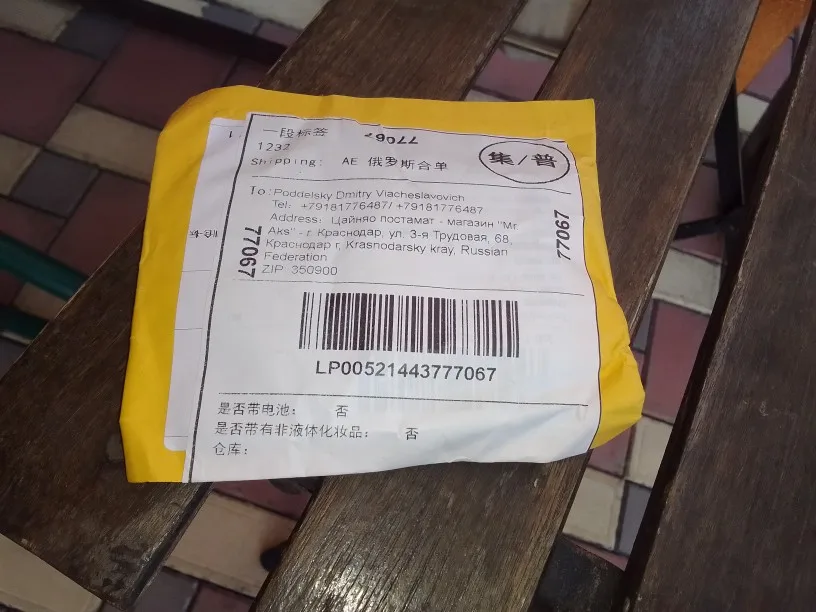 一段标签
77067
1232
Shipping: AE 俄罗斯合单
集/普
To: Poddelsky Dmitry Viacheslavovich
Tel: +79181776487/ +79181776487
Address: Цайняо постамат - магазин "Mr
Aks" - г. Краснодар, ул. 3-я Трудовая, 68,
Краснодар г, Krasnodarsky kray, Russian
Federation
ZIP: 350900
77067
77067
LP00521443777067
是否带电池: 否
是否带有非液体化妆品: 否
仓库: